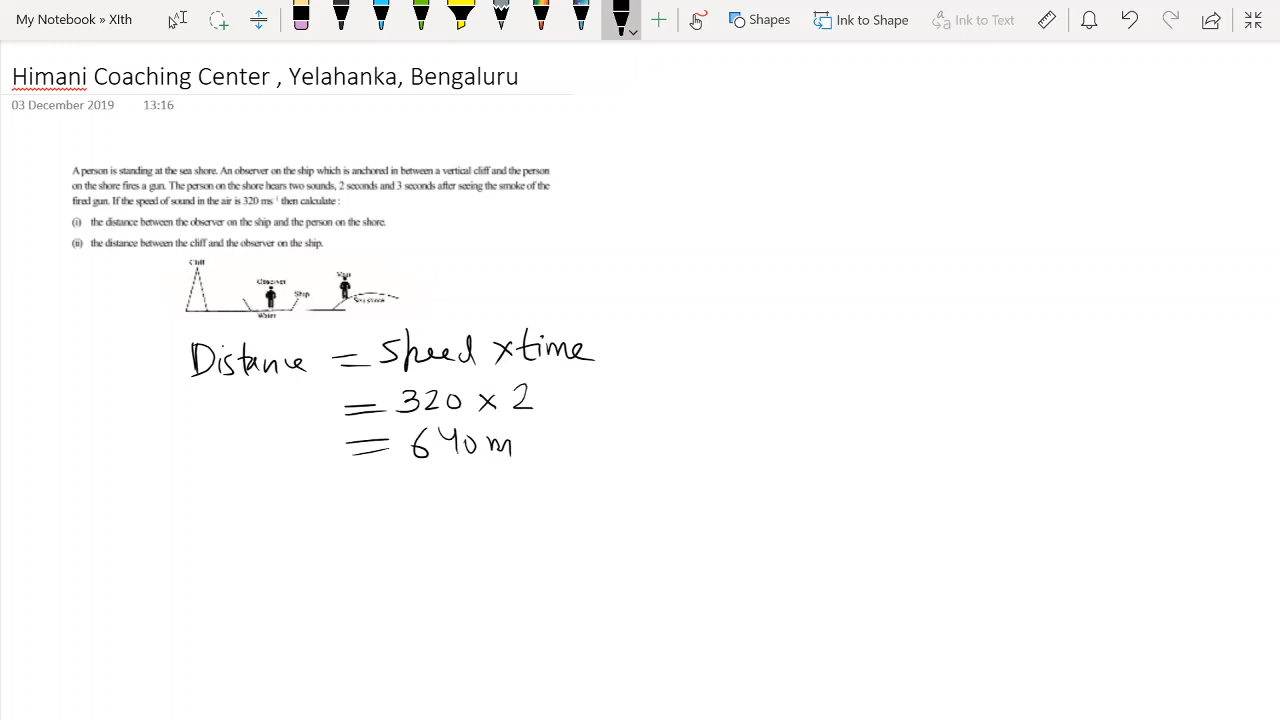 My Notebook » XIth
Shapes
Ink to Shape
Ink to Text
Himani Coaching Center , Yelahanka, Bengaluru
03 December 2019 13:16
A person is standing at the sea shore. An observer on the ship which is anchored in between a vertical cliff and the person
on the shore fires a gun. The person on the shore hears two sounds, 2 seconds and 3 seconds after seeing the smoke of the
fired gun. If the speed of sound in the air is 320 ms⁻¹ then calculate :
(i) the distance between the observer on the ship and the person on the shore.
(ii) the distance between the cliff and the observer on the ship.
Cliff
Observer
Ship
Man
Sea shore
Water
Distance = Speed x time
= 320 x 2
= 640 m